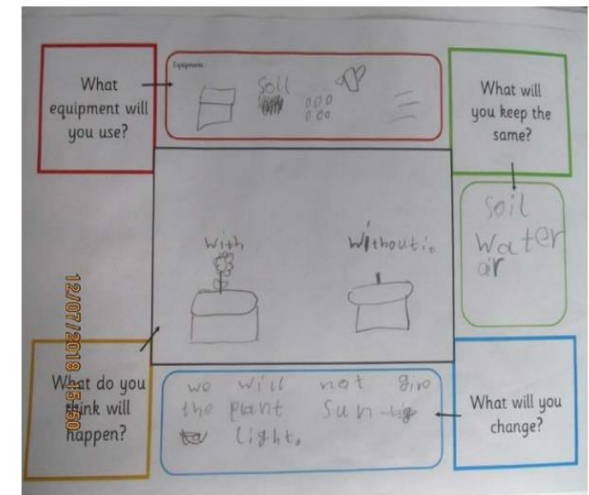 What
equipment will
you use?
Equipment
Soil
What will
you keep the
same?
Soil
Water
air
With
Without
12/07/2018 15:50
What do you
think will
happen?
we will not give
the plant sun
light.
What will you
change?